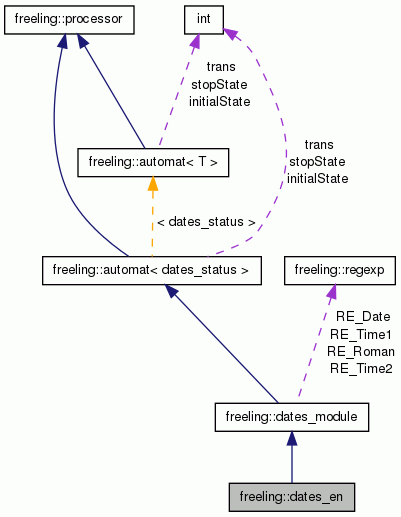 freeling::processor
int
trans
stopState
initialState
freeling::automat< T >
trans
stopState
initialState
< dates_status >
freeling::automat< dates_status >
freeling::regexp
RE_Date
RE_Time1
RE_Roman
RE_Time2
freeling::dates_module
freeling::dates_en